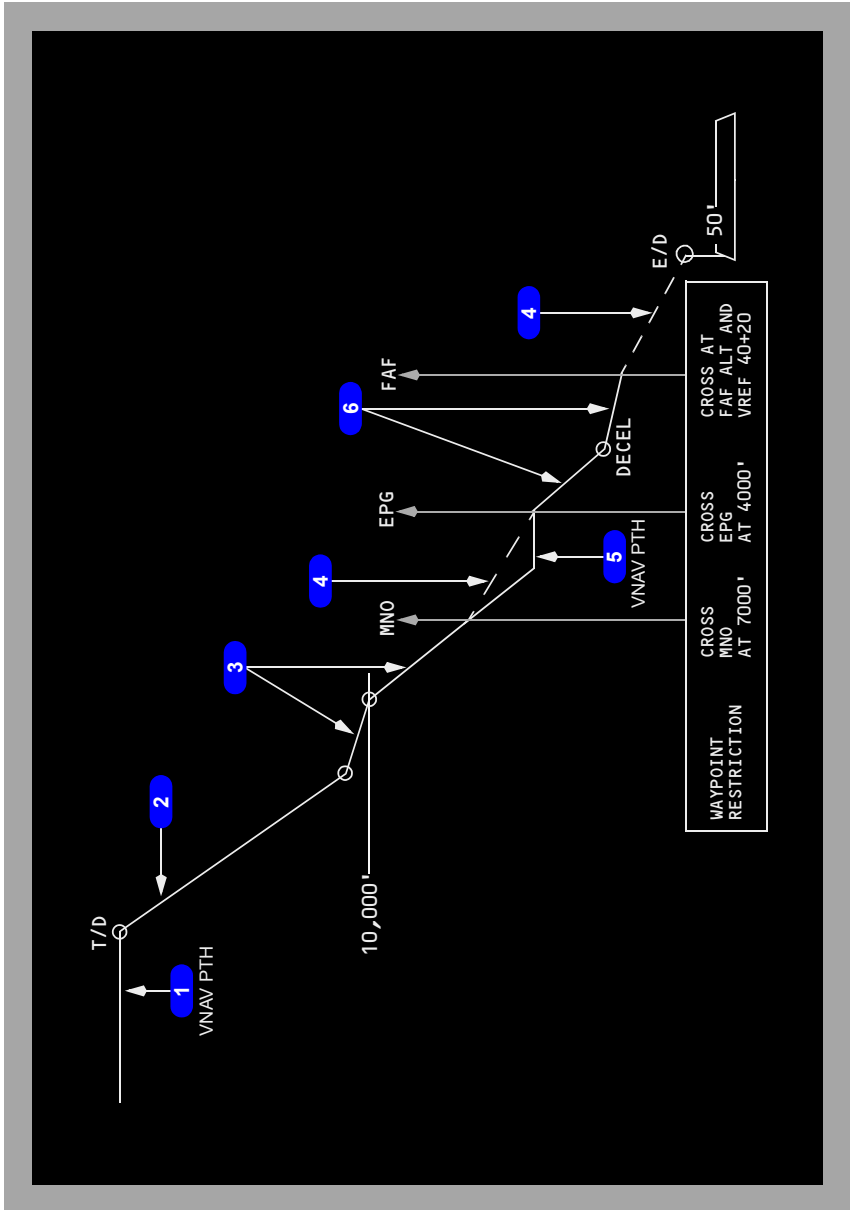 T/D
1
VNAV PTH
2
10,000'
3
MNO
4
EPG
5
VNAV PTH
6
DECEL
FAF
4
E/D
50'
WAYPOINT
RESTRICTION
CROSS
MNO
AT 7000'
CROSS
EPG
AT 4000'
CROSS AT
FAF ALT AND
VREF 40+20